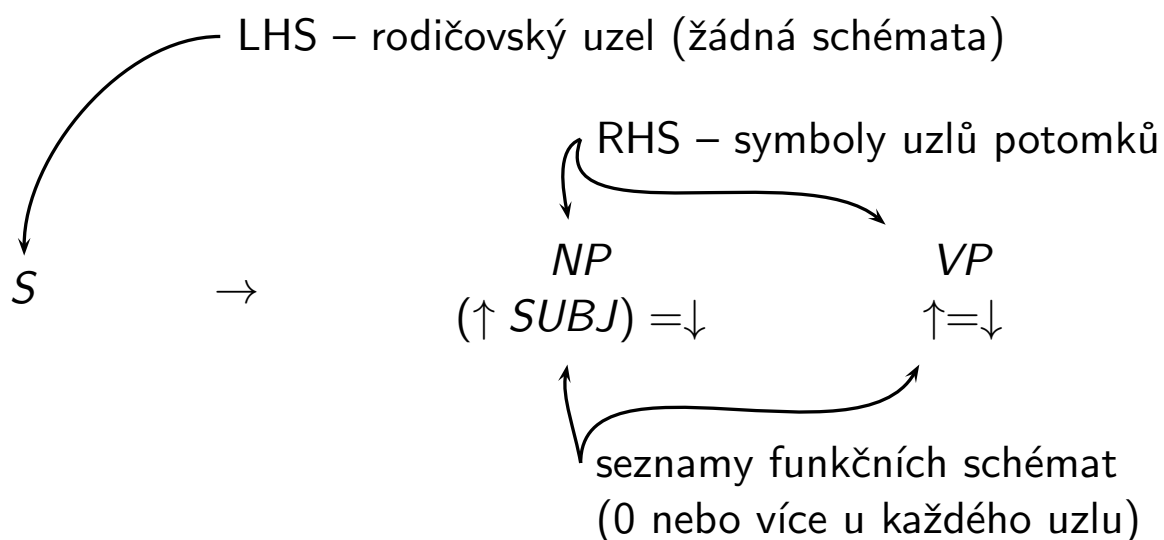 LHS – rodičovský uzel (žádná schémata)
RHS – symboly uzlů potomků
S → NP VP
(↑ SUBJ) =↓ ↑=↓
seznamy funkčních schémat
(0 nebo více u každého uzlu)